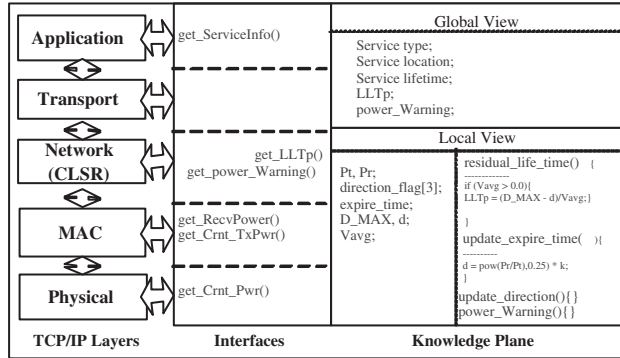 Application
Transport
Network
(CLSR)
MAC
Physical
TCP/IP Layers
get_ServiceInfo()
get_LLTp()
get_power_Warning()
get_RecvPower()
get_Crnt_TxPwr()
get_Crnt_Pwr()
Interfaces
Global View
Service type;
Service location;
Service lifetime;
LLTp;
power_Warning;
Local View
Pt, Pr;
direction_flag[3];
expire_time;
D_MAX, d;
Vavg;
residual_life_time() {
-------------
if (Vavg > 0.0){
LLTp = (D_MAX - d)/Vavg;}
}
update_expire_time( ){
----------
d = pow(Pr/Pt),0.25) * k;
}
update_direction(){}
power_Warning(){}
Knowledge Plane